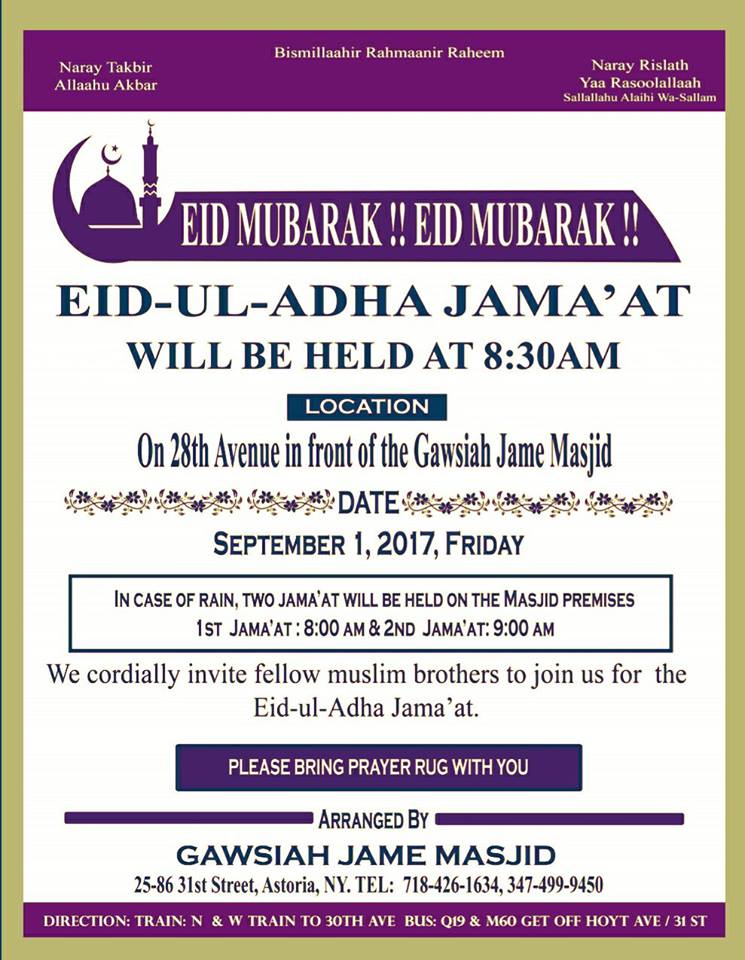 Bismillaahir Rahmaanir Raheem
Naray Takbir
Allaahu Akbar
Naray Rislath
Yaa Rasoolallaah
Sallallahu Alaihi Wa-Sallam
EID MUBARAK !! EID MUBARAK !!
EID-UL-ADHA JAMA’AT
WILL BE HELD AT 8:30AM
LOCATION
On 28th Avenue in front of the Gawsiah Jame Masjid
DATE
SEPTEMBER 1, 2017, FRIDAY
IN CASE OF RAIN, TWO JAMA’AT WILL BE HELD ON THE MASJID PREMISES
1ST JAMA’AT : 8:00 AM & 2ND JAMA’AT: 9:00 AM
We cordially invite fellow muslim brothers to join us for the
Eid-ul-Adha Jama’at.
PLEASE BRING PRAYER RUG WITH YOU
ARRANGED BY
GAWSIAH JAME MASJID
25-86 31st Street, Astoria, NY. TEL: 718-426-1634, 347-499-9450
DIRECTION: TRAIN: N & W TRAIN TO 30TH AVE BUS: Q19 & M60 GET OFF HOYT AVE / 31 ST